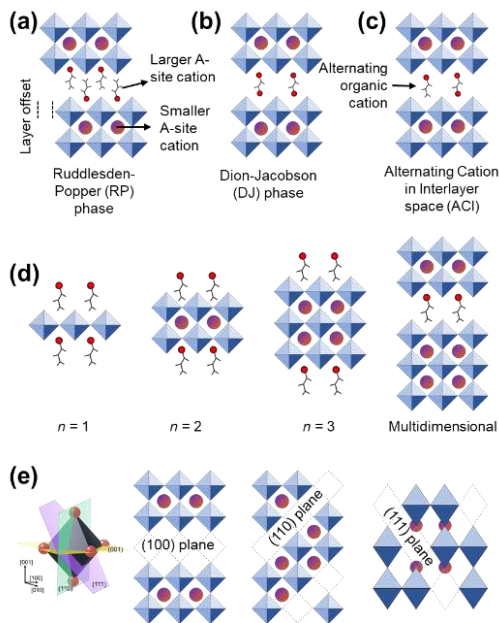 (a)
(b)
(c)
Layer offset
Larger A-
site cation
Smaller
A-site
cation
Alternating
organic
cation
Ruddlesden-
Popper (RP)
phase
Dion-Jacobson
(DJ) phase
Alternating Cation
in Interlayer
space (ACI)
(d)
n = 1
n = 2
n = 3
Multidimensional
(e)
(001)
[001]
[100]
[010]
(100) plane
(110) plane
(111) plane